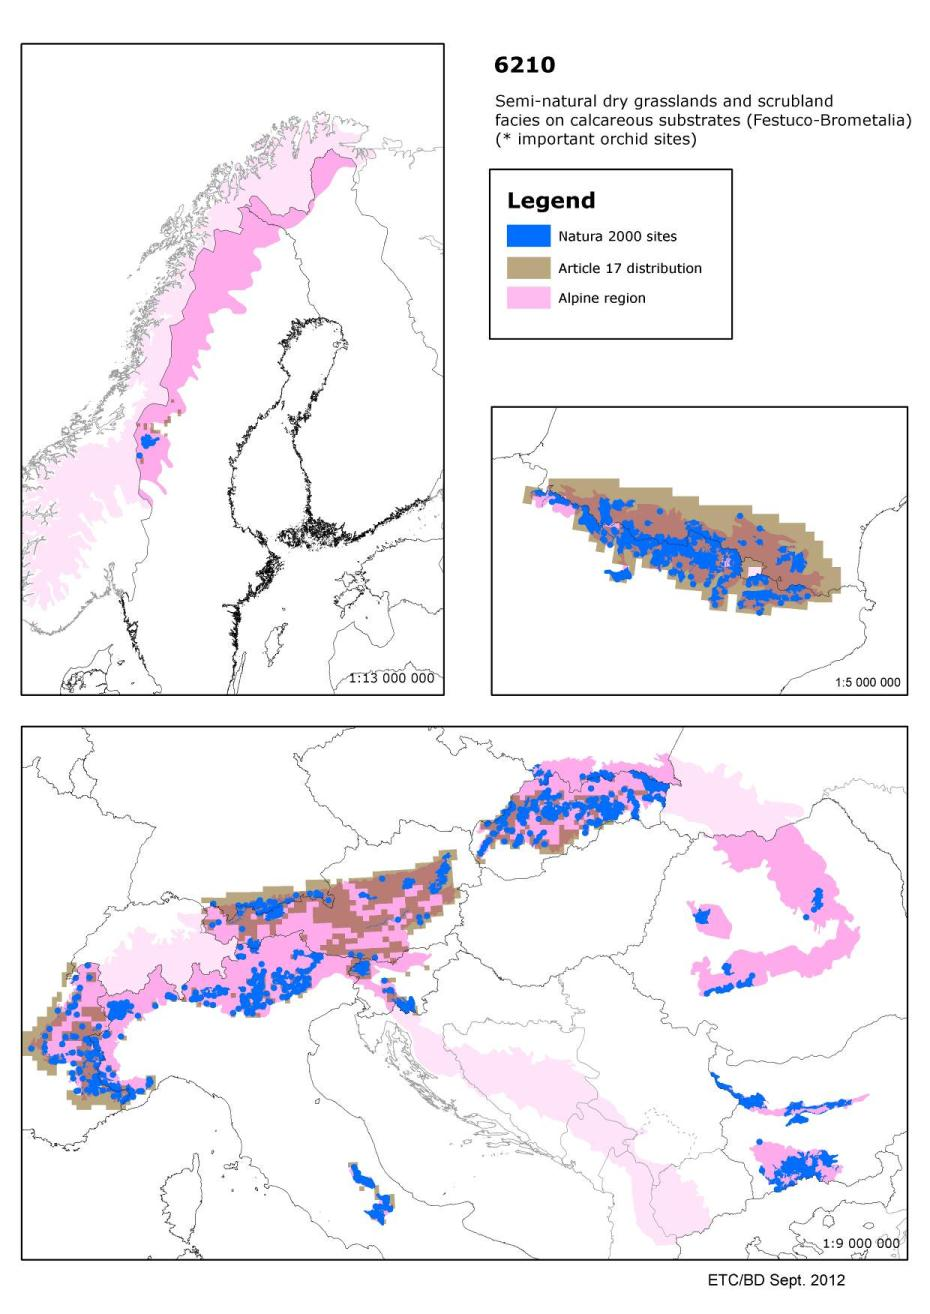 6210
Semi-natural dry grasslands and scrubland
facies on calcareous substrates (Festuco-Brometalia)
(* important orchid sites)
Legend
Natura 2000 sites
Article 17 distribution
Alpine region
1:13 000 000
1:5 000 000
1:9 000 000
ETC/BD Sept. 2012